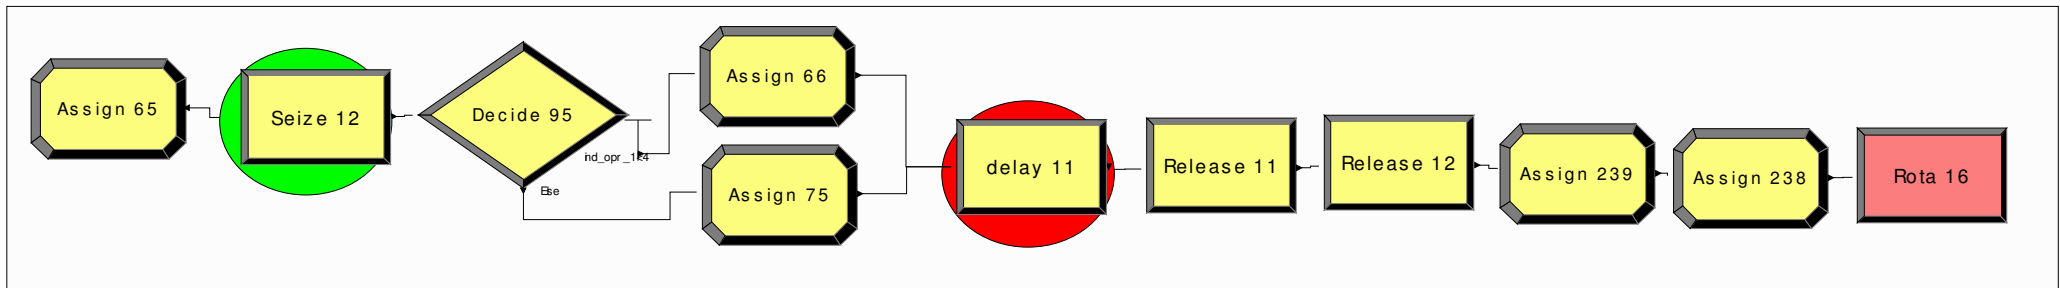 Assign 65
Seize 12
Decide 95
Else
Assign 66
Assign 75
delay 11
Release 11
Release 12
Assign 239
Assign 238
Rota 16